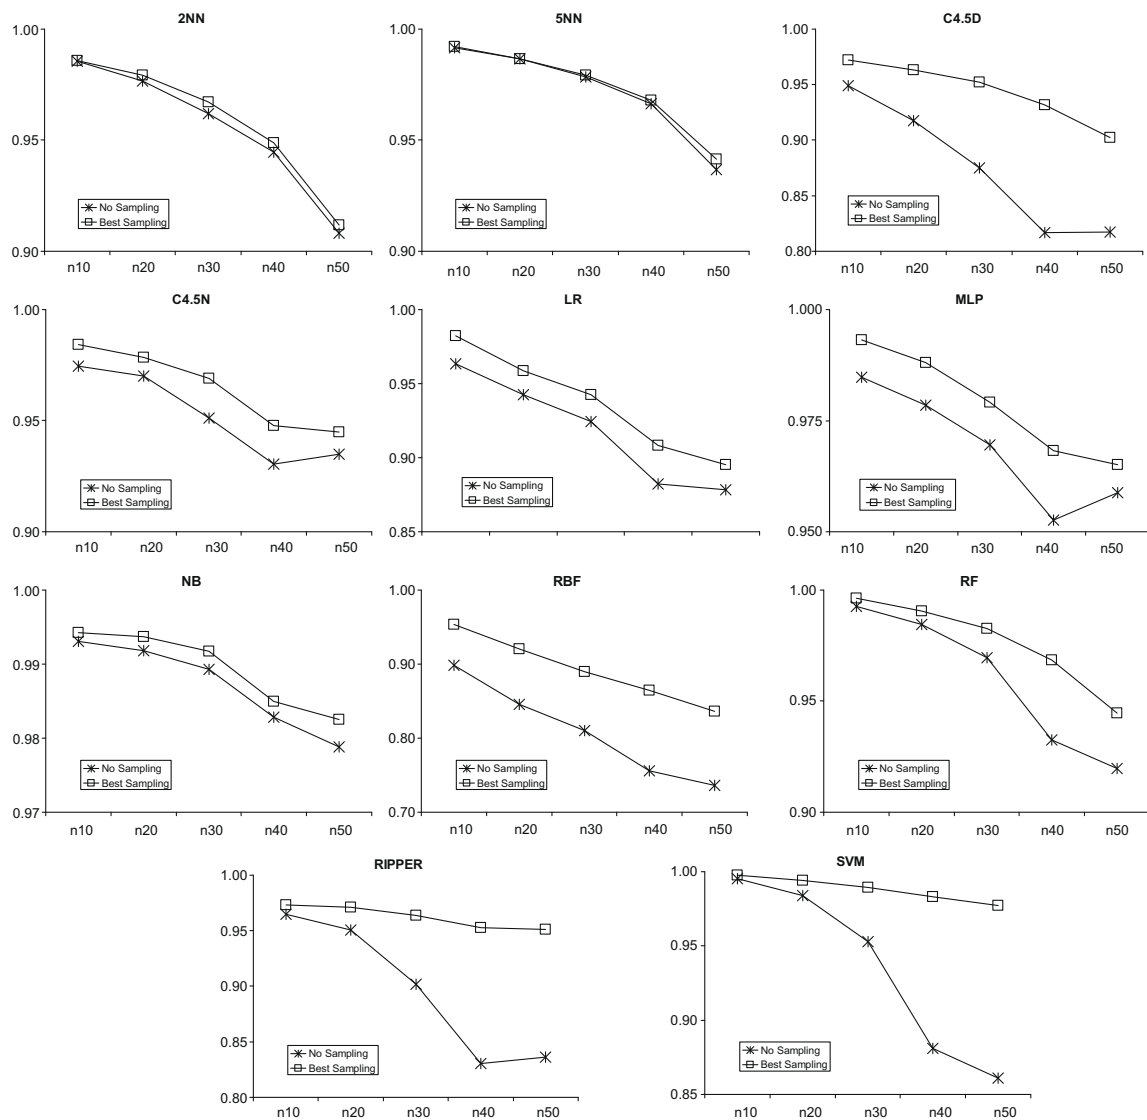 2NN
1.00
0.95
0.90
No Sampling
Best Sampling
n10 n20 n30 n40 n50
5NN
1.00
0.95
0.90
No Sampling
Best Sampling
n10 n20 n30 n40 n50
C4.5D
1.00
0.95
0.90
0.85
0.80
No Sampling
Best Sampling
n10 n20 n30 n40 n50
C4.5N
1.00
0.95
0.90
No Sampling
Best Sampling
n10 n20 n30 n40 n50
LR
1.00
0.95
0.90
0.85
No Sampling
Best Sampling
n10 n20 n30 n40 n50
MLP
1.000
0.975
0.950
No Sampling
Best Sampling
n10 n20 n30 n40 n50
NB
1.00
0.99
0.98
0.97
No Sampling
Best Sampling
n10 n20 n30 n40 n50
RBF
1.00
0.90
0.80
0.70
No Sampling
Best Sampling
n10 n20 n30 n40 n50
RF
1.00
0.95
0.90
No Sampling
Best Sampling
n10 n20 n30 n40 n50
RIPPER
1.00
0.95
0.90
0.85
0.80
No Sampling
Best Sampling
n10 n20 n30 n40 n50
SVM
1.00
0.95
0.90
0.85
No Sampling
Best Sampling
n10 n20 n30 n40 n50